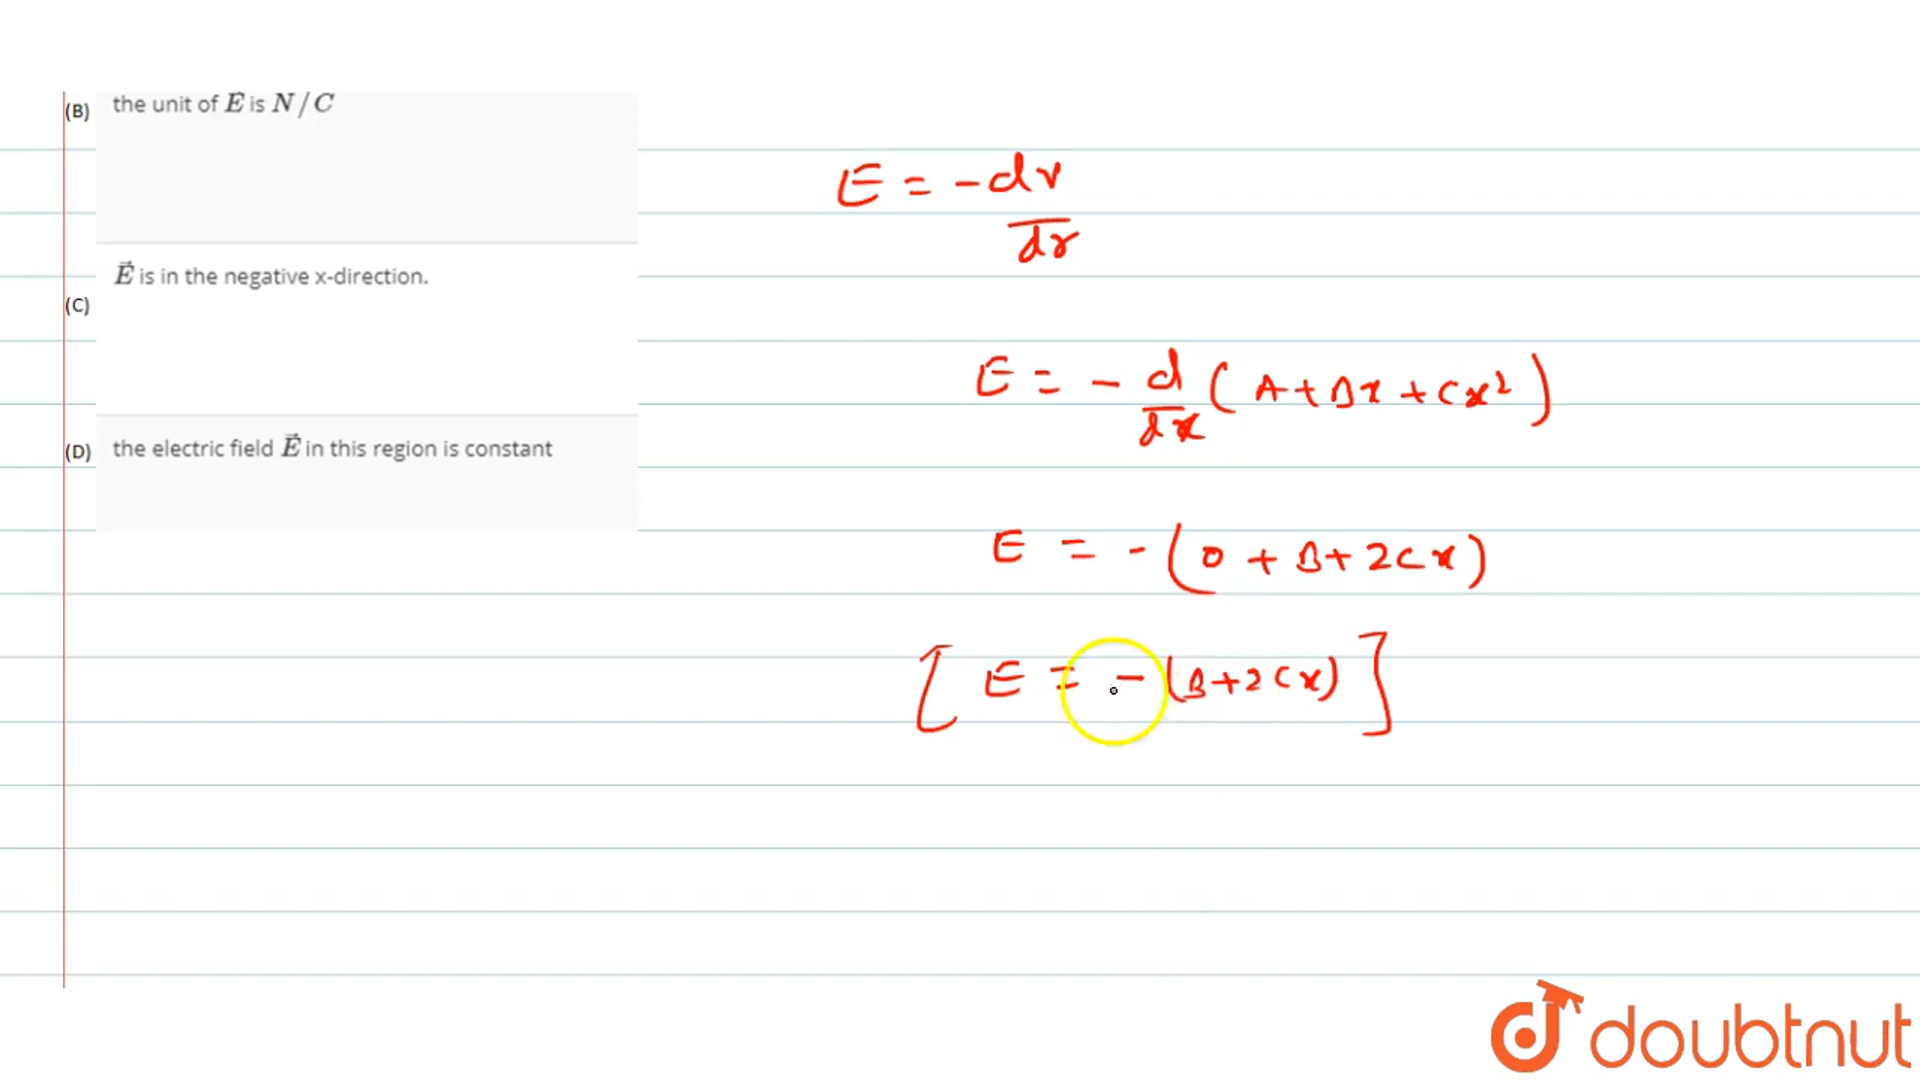 (B) the unit of E is N/C
(C) E⃗ is in the negative x-direction.
(D) the electric field E⃗ in this region is constant
E = -dv
dr
E = - d/dx (A+Bx+Cx²)
E = - (0 + B + 2Cx)
[ E = - (B+2Cx) ]
doubtnut